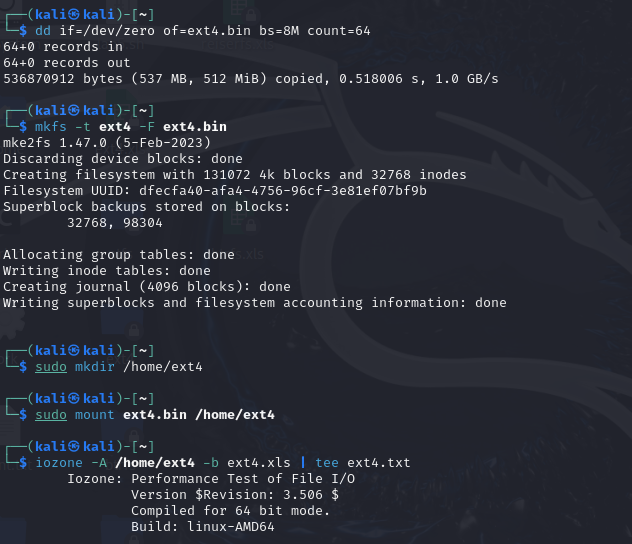 ┌──(kali㉿kali)-[~]
└─$ dd if=/dev/zero of=ext4.bin bs=8M count=64
64+0 records in
64+0 records out
536870912 bytes (537 MB, 512 MiB) copied, 0.518006 s, 1.0 GB/s
┌──(kali㉿kali)-[~]
└─$ mkfs -t ext4 -F ext4.bin
mke2fs 1.47.0 (5-Feb-2023)
Discarding device blocks: done
Creating filesystem with 131072 4k blocks and 32768 inodes
Filesystem UUID: dfecfa40-afa4-4756-96cf-3e81ef07bf9b
Superblock backups stored on blocks:
32768, 98304
Allocating group tables: done
Writing inode tables: done
Creating journal (4096 blocks): done
Writing superblocks and filesystem accounting information: done
┌──(kali㉿kali)-[~]
└─$ sudo mkdir /home/ext4
┌──(kali㉿kali)-[~]
└─$ sudo mount ext4.bin /home/ext4
┌──(kali㉿kali)-[~]
└─$ iozone -A /home/ext4 -b ext4.xls | tee ext4.txt
Iozone: Performance Test of File I/O
Version $Revision: 3.506 $
Compiled for 64 bit mode.
Build: linux-AMD64